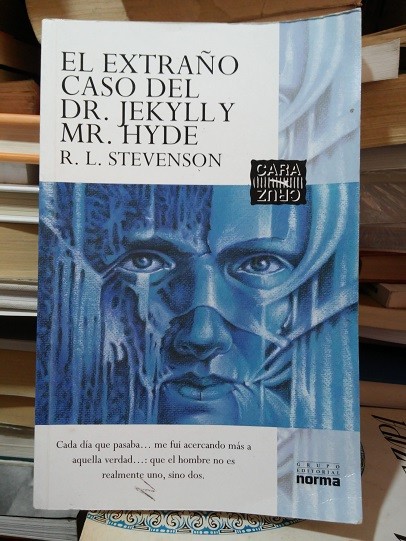 EL EXTRAÑO
CASO DEL
DR. JEKYLL Y
MR. HYDE
R. L. STEVENSON
CARA
CRUZ
Cada día que pasaba... me fui acercando más a
aquella verdad...: que el hombre no es
realmente uno, sino dos.
GRUPO
EDITORIAL
norma